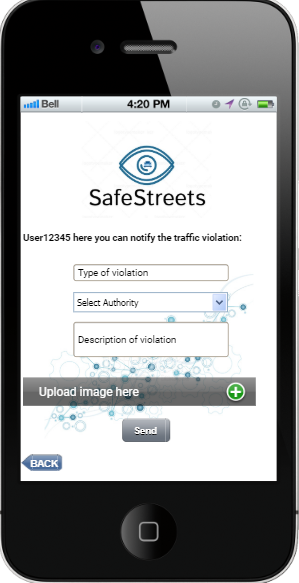 Bell 4:20 PM
SafeStreets
User12345 here you can notify the traffic violation:
Type of violation
Select Authority
Description of violation
Upload image here
Send
BACK